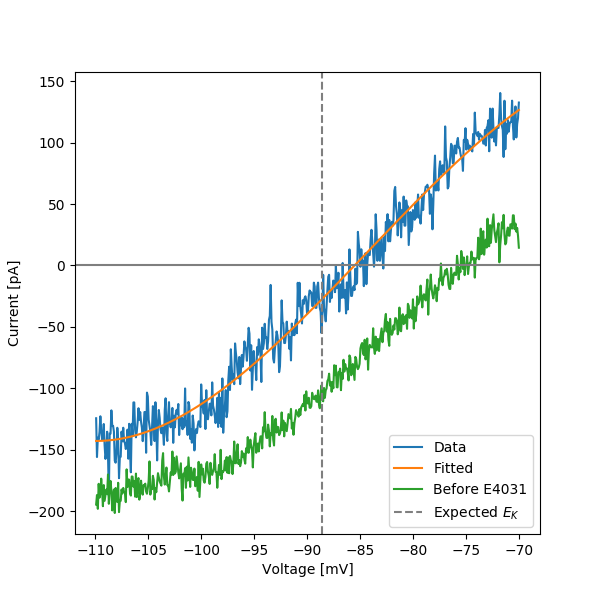 150
100
50
0
−50
−100
−150
−200
Current [pA]
−110 −105 −100 −95 −90 −85 −80 −75 −70
Voltage [mV]
Data
Fitted
Before E4031
Expected E_K